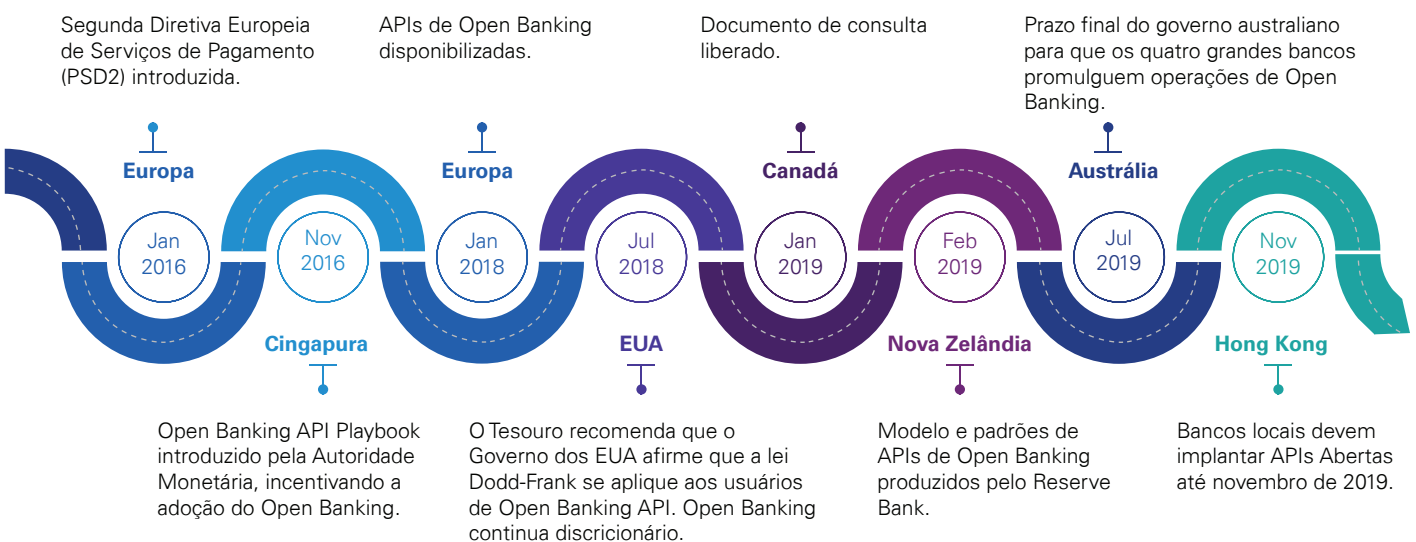 Segunda Diretiva Europeia
de Serviços de Pagamento
(PSD2) introduzida.
Europa
Jan
2016
Nov
2016
Cingapura
Open Banking API Playbook
introduzido pela Autoridade
Monetária, incentivando a
adoção do Open Banking.
APIs de Open Banking
disponibilizadas.
Europa
Jan
2018
Jul
2018
EUA
O Tesouro recomenda que o
Governo dos EUA afirme que a lei
Dodd-Frank se aplique aos usuários
de Open Banking API. Open Banking
continua discricionário.
Documento de consulta
liberado.
Canadá
Jan
2019
Feb
2019
Nova Zelândia
Modelo e padrões de
APIs de Open Banking
produzidos pelo Reserve
Bank.
Prazo final do governo australiano
para que os quatro grandes bancos
promulguem operações de Open
Banking.
Austrália
Jul
2019
Nov
2019
Hong Kong
Bancos locais devem
implantar APIs Abertas
até novembro de 2019.